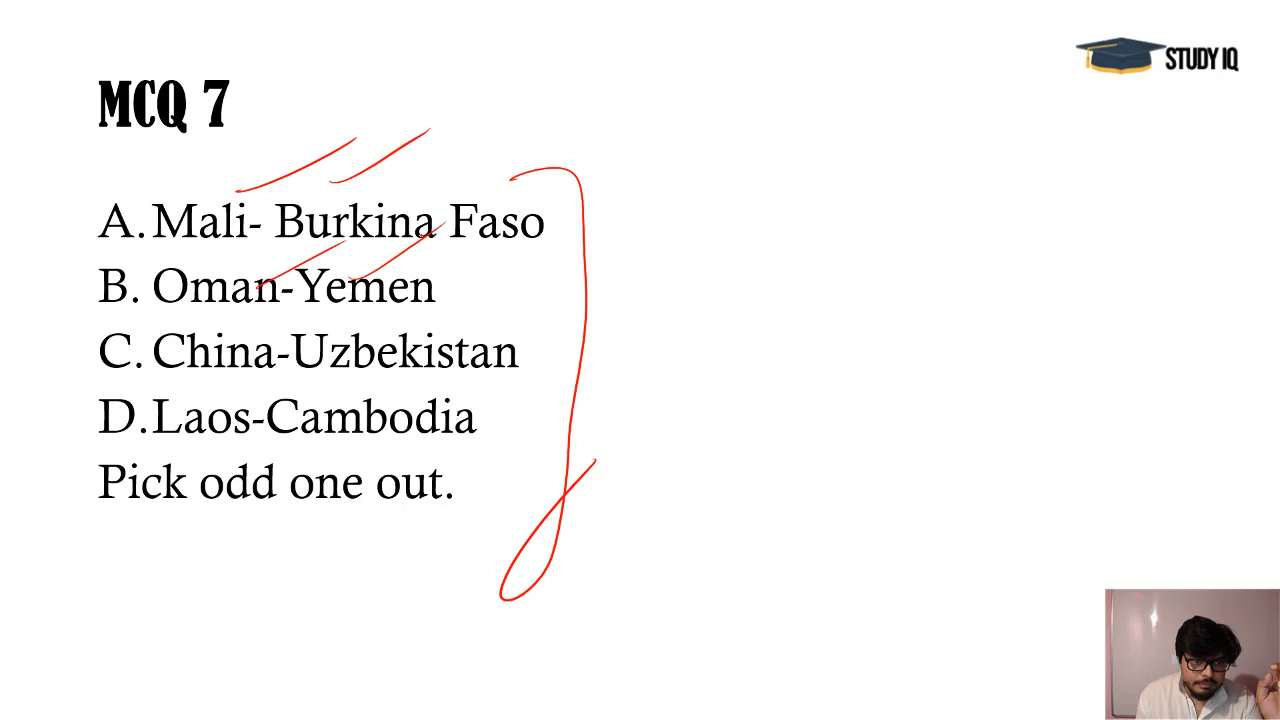 STUDY IQ
MCQ 7
A. Mali- Burkina Faso
B. Oman-Yemen
C. China-Uzbekistan
D. Laos-Cambodia
Pick odd one out.